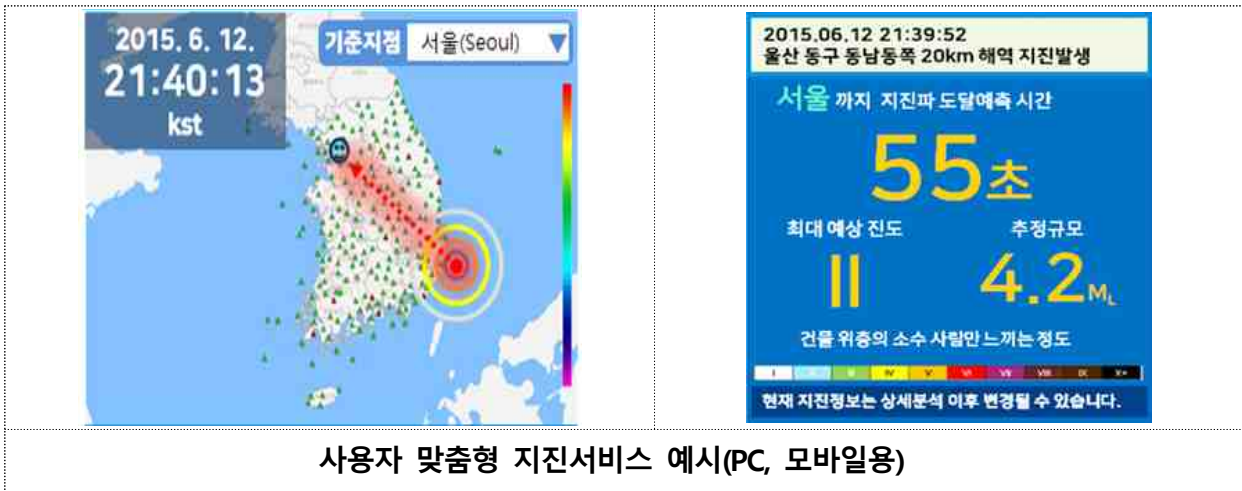 2015. 6. 12.
21:40:13
kst
기준지점 서울(Seoul)
2015.06.12 21:39:52
울산 동구 동남동쪽 20km 해역 지진발생
서울 까지 지진파 도달예측 시간
55초
최대 예상 진도 추정규모
II 4.2ML
건물 위층의 소수 사람만 느끼는 정도
I IV V VI VII VIII IX X+
현재 지진정보는 상세분석 이후 변경될 수 있습니다.
사용자 맞춤형 지진서비스 예시(PC, 모바일용)